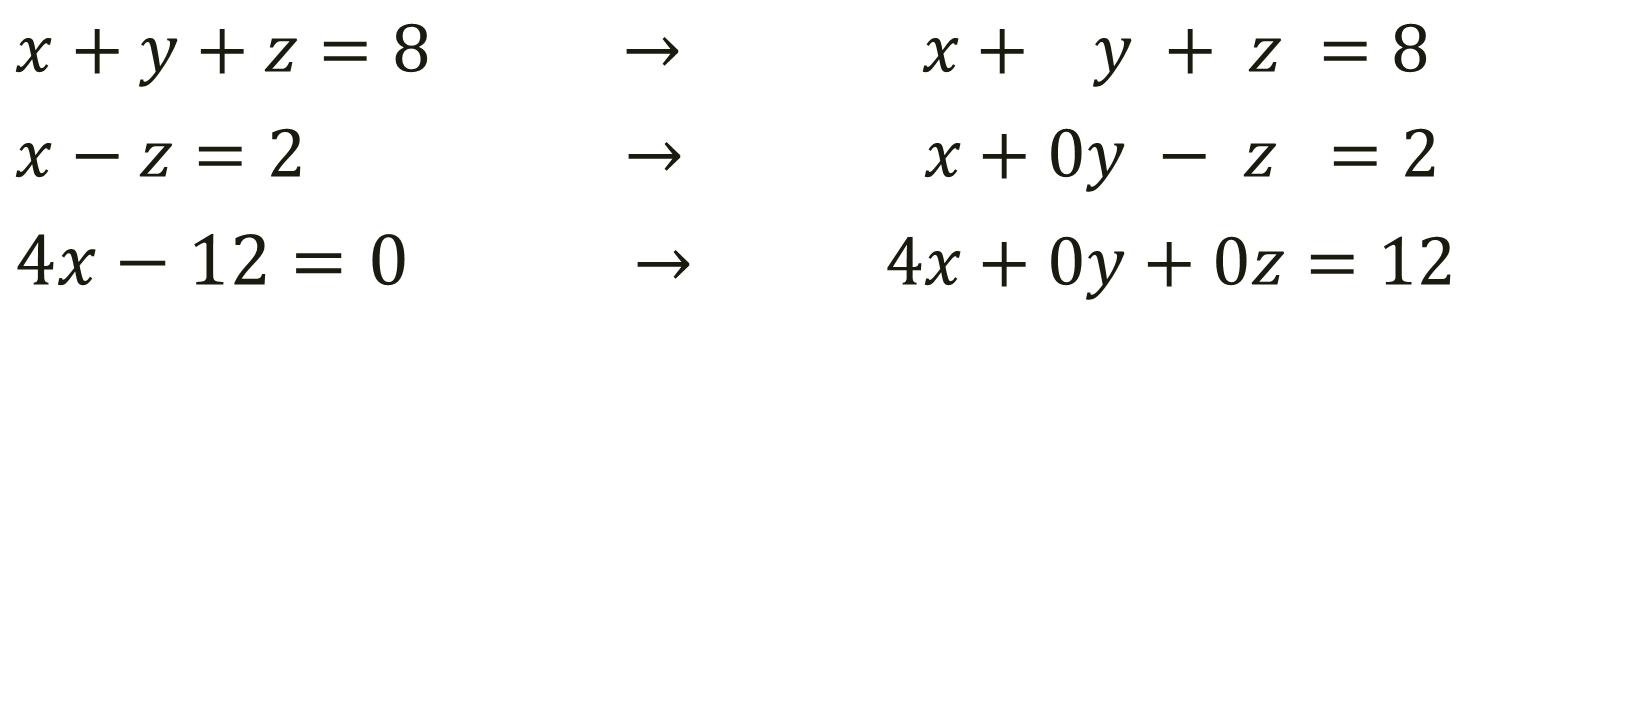 x + y + z = 8 → x + y + z = 8
x − z = 2 → x + 0y − z = 2
4x − 12 = 0 → 4x + 0y + 0z = 12